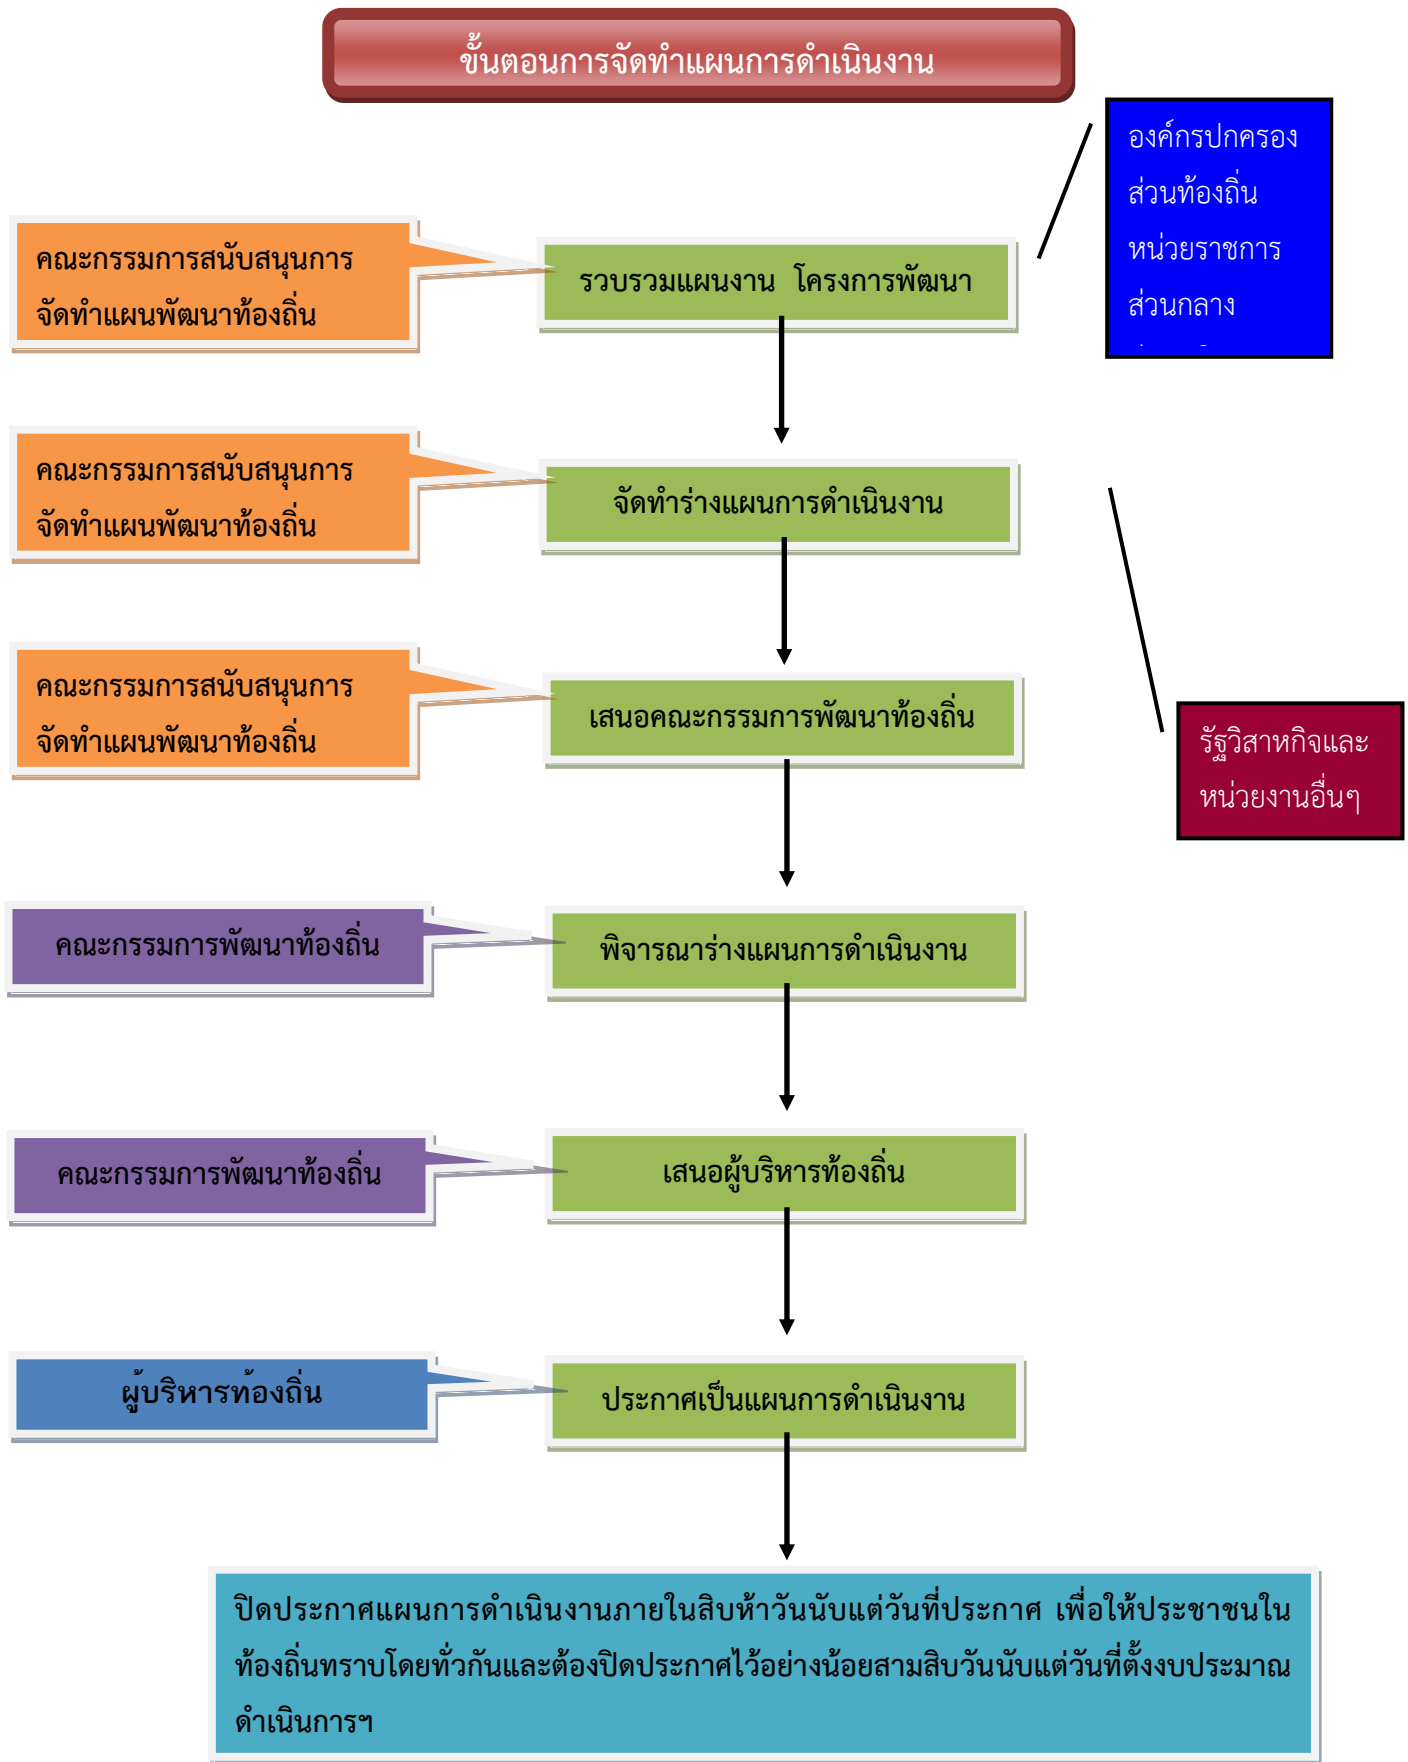 ขั้นตอนการจัดทำแผนการดำเนินงาน
องค์กรปกครอง
ส่วนท้องถิ่น
หน่วยราชการ
ส่วนกลาง
คณะกรรมการสนับสนุนการ
จัดทำแผนพัฒนาท้องถิ่น
รวบรวมแผนงาน โครงการพัฒนา
คณะกรรมการสนับสนุนการ
จัดทำแผนพัฒนาท้องถิ่น
จัดทำร่างแผนการดำเนินงาน
คณะกรรมการสนับสนุนการ
จัดทำแผนพัฒนาท้องถิ่น
เสนอคณะกรรมการพัฒนาท้องถิ่น
รัฐวิสาหกิจและ
หน่วยงานอื่นๆ
คณะกรรมการพัฒนาท้องถิ่น
พิจารณาร่างแผนการดำเนินงาน
คณะกรรมการพัฒนาท้องถิ่น
เสนอผู้บริหารท้องถิ่น
ผู้บริหารท้องถิ่น
ประกาศเป็นแผนการดำเนินงาน
ปิดประกาศแผนการดำเนินงานภายในสิบห้าวันนับแต่วันที่ประกาศ เพื่อให้ประชาชนใน
ท้องถิ่นทราบโดยทั่วกันและต้องปิดประกาศไว้อย่างน้อยสามสิบวันนับแต่วันที่ตั้งงบประมาณ
ดำเนินการฯ